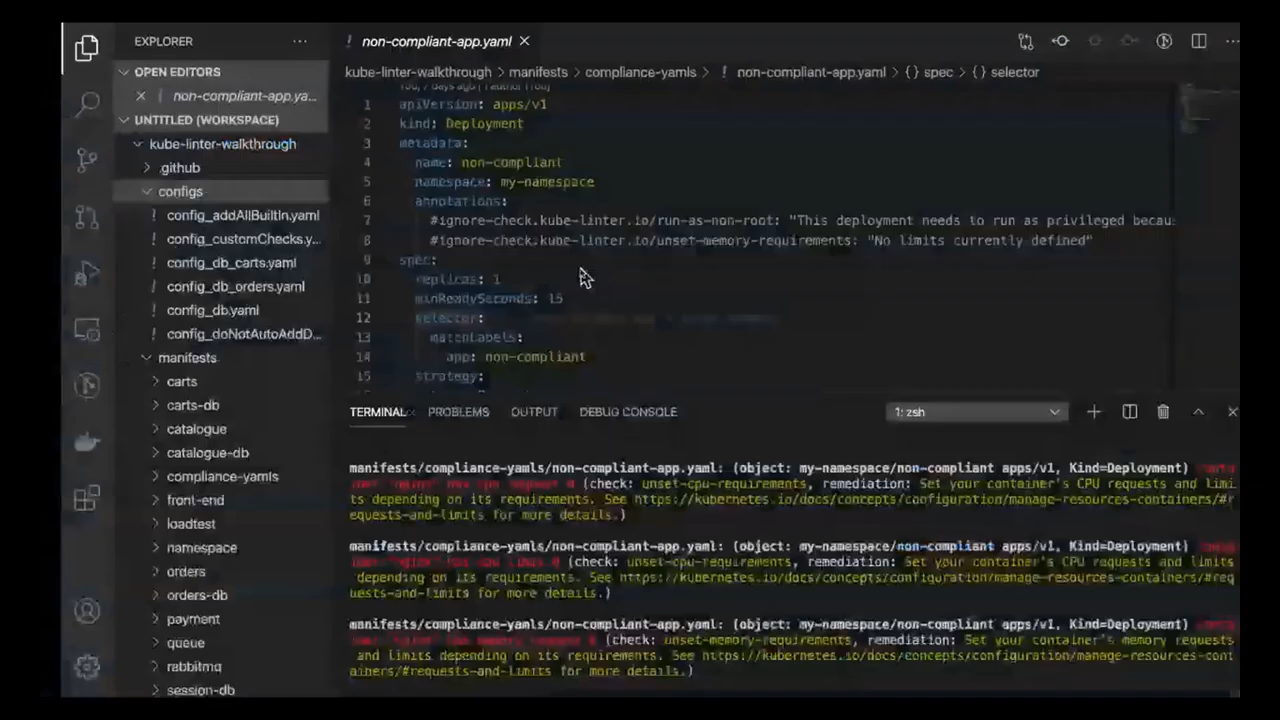 EXPLORER ...
OPEN EDITORS
non-compliant-app.ya...
UNTITLED (WORKSPACE)
kube-linter-walkthrough
.github
configs
config_addAllBuiltIn.yaml
config_customChecks.y...
config_db_carts.yaml
config_db_orders.yaml
config_db.yaml
config_doNotAutoAddD...
manifests
carts
carts-db
catalogue
catalogue-db
compliance-yamls
front-end
loadtest
namespace
orders
orders-db
payment
queue
rabbitmq
session-db
! non-compliant-app.yaml
kube-linter-walkthrough > manifests > compliance-yamls > ! non-compliant-app.yaml > {} spec > {} selector
1 apiVersion: apps/v1
2 kind: Deployment
3 metadata:
4 name: non-compliant
5 namespace: my-namespace
6 annotations:
7 #ignore-check.kube-linter.io/run-as-non-root: "This deployment needs to run as privileged becau
8 #ignore-check.kube-linter.io/unset-memory-requirements: "No limits currently defined"
9 spec:
10 replicas: 1
11 minReadySeconds: 15
12 selector:
13 matchLabels:
14 app: non-compliant
15 strategy:
TERMINAL PROBLEMS OUTPUT DEBUG CONSOLE 1: zsh
manifests/compliance-yamls/non-compliant-app.yaml: (object: my-namespace/non-compliant apps/v1, Kind=Deployment)
(check: unset-cpu-requirements, remediation: Set your container's CPU requests and limi
ts depending on its requirements. See https://kubernetes.io/docs/concepts/configuration/manage-resources-containers/#r
equests-and-limits for more details.)
manifests/compliance-yamls/non-compliant-app.yaml: (object: my-namespace/non-compliant apps/v1, Kind=Deployment)
(check: unset-cpu-requirements, remediation: Set your container's CPU requests and limits
depending on its requirements. See https://kubernetes.io/docs/concepts/configuration/manage-resources-containers/#req
uests-and-limits for more details.)
manifests/compliance-yamls/non-compliant-app.yaml: (object: my-namespace/non-compliant apps/v1, Kind=Deployment)
(check: unset-memory-requirements, remediation: Set your container's memory requests
and limits depending on its requirements. See https://kubernetes.io/docs/concepts/configuration/manage-resources-cont
ainers/#requests-and-limits for more details.)